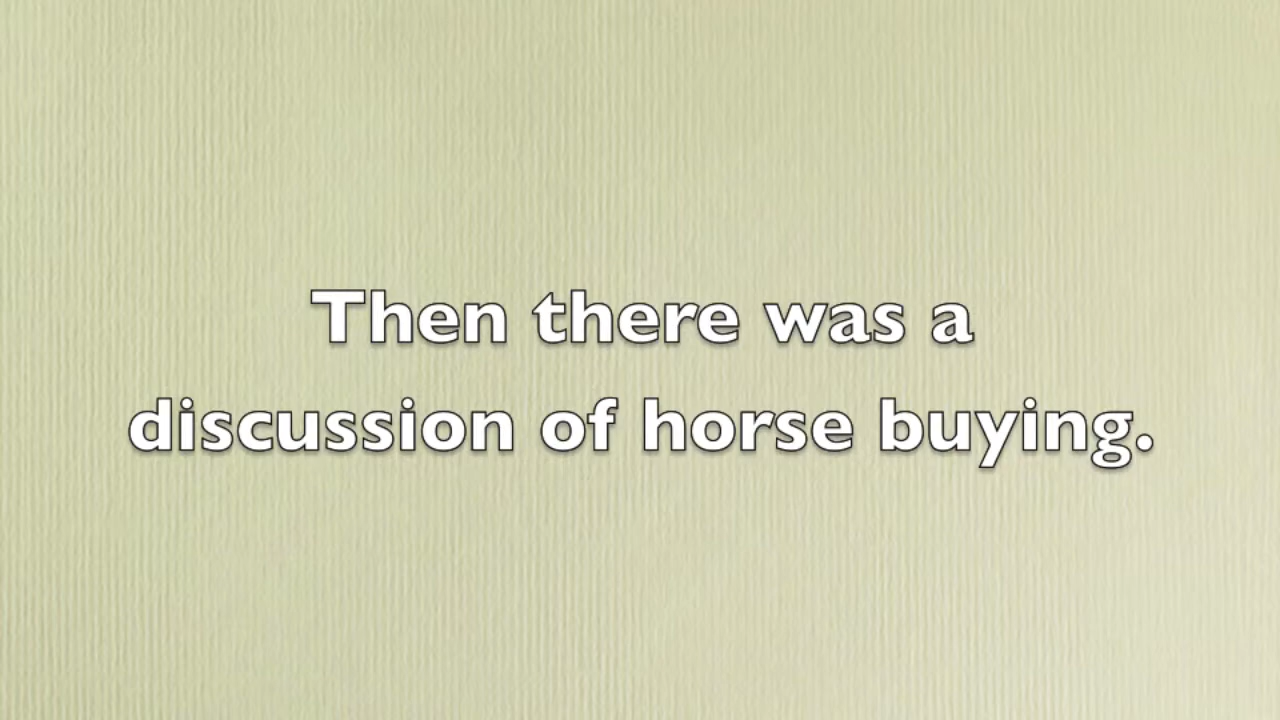 Then there was a
discussion of horse buying.